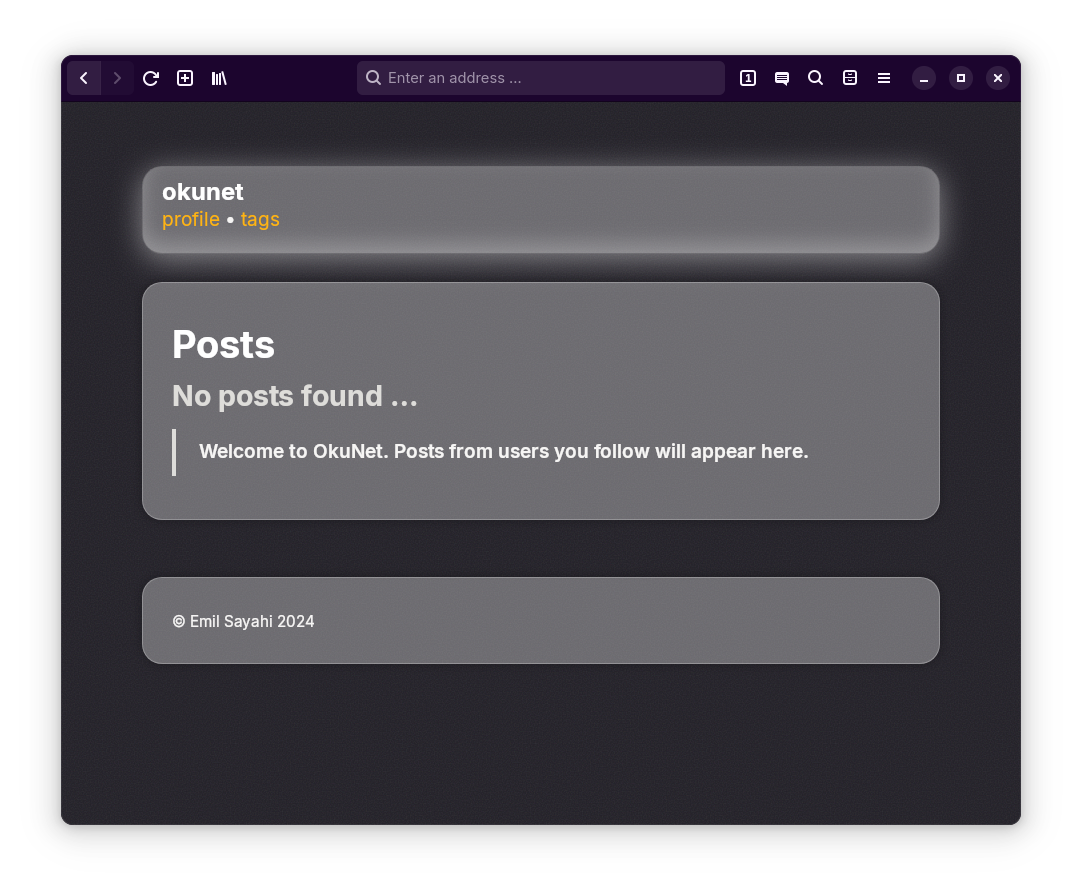 Enter an address ...
1
okunet
profile • tags
Posts
No posts found ...
Welcome to OkuNet. Posts from users you follow will appear here.
© Emil Sayahi 2024